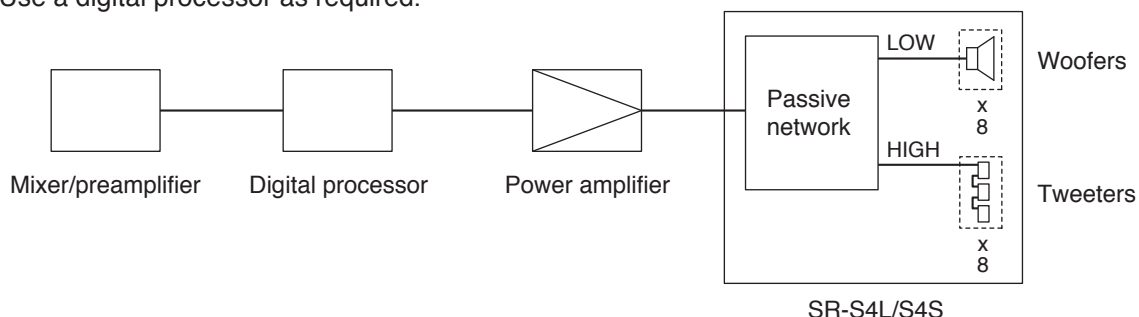 Use a digital processor as required.
LOW
Woofers
x
8
Passive
network
HIGH
Mixer/preamplifier
Digital processor
Power amplifier
Tweeters
x
8
SR-S4L/S4S